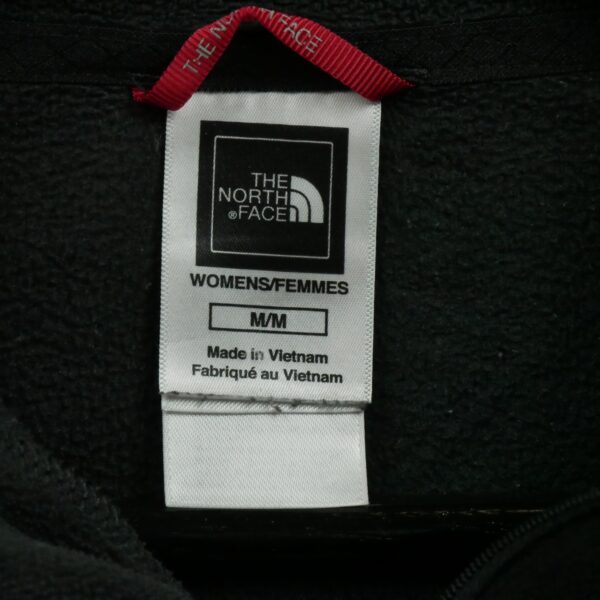 THE NORTH FACE
THE
NORTH
®FACE
WOMENS/FEMMES
M/M
Made in Vietnam
Fabriqué au Vietnam